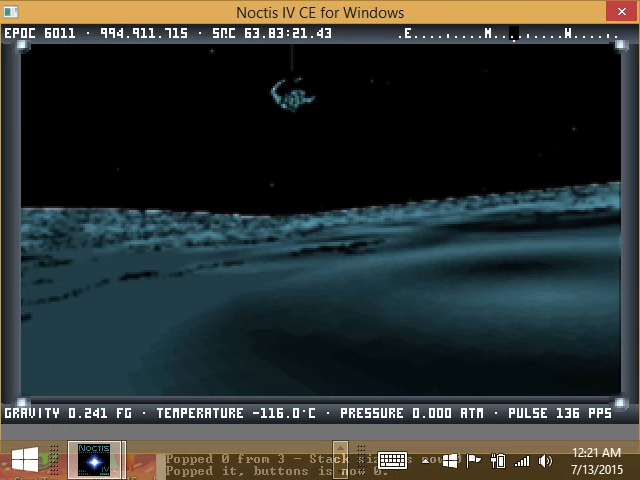 Noctis IV CE for Windows
EPOC 6011 · 994.911.715 · SQC 63.83:21.43 .E.........M..........W......
GRAVITY 0.241 FG · TEMPERATURE -116.0°C · PRESSURE 0.000 ATM · PULSE 136 PPS
NOCTIS
IV
Popped 0 from 3 - Stack
Popped it, buttons is now 0.
12:21 AM
7/13/2015